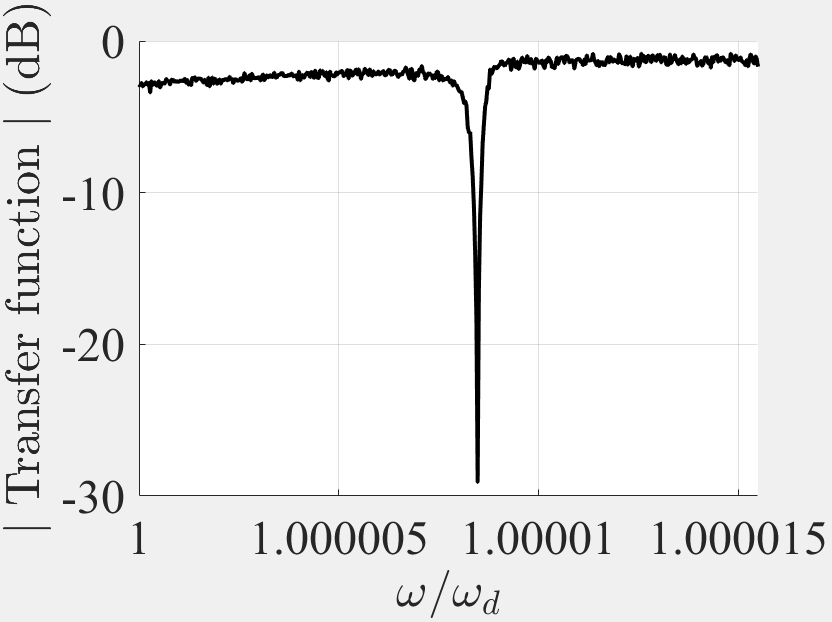 | Transfer function | (dB)
0
-10
-20
-30
1 1.000005 1.00001 1.000015
ω/ω_d